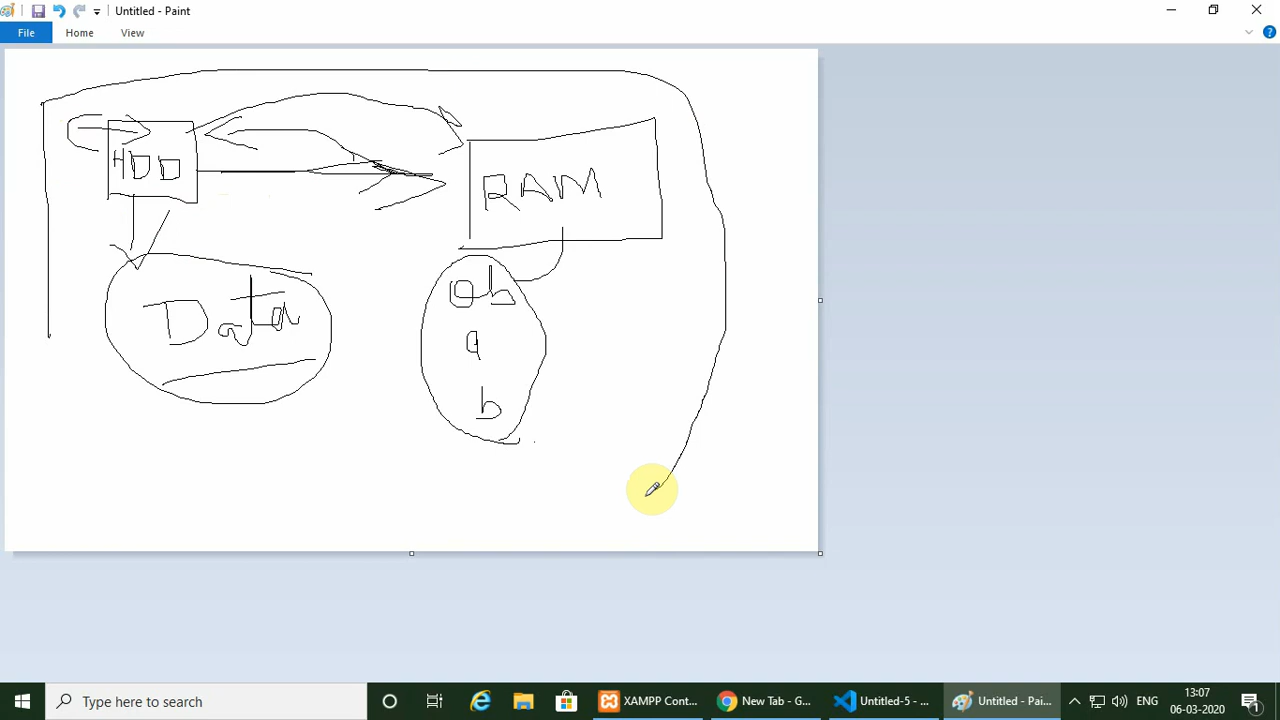 Untitled - Paint
File Home View
HDD
RAM
Data
ob
a
b
Type here to search
XAMPP Cont...
New Tab - G...
Untitled-5 - ...
Untitled - Pai...
ENG
13:07
06-03-2020
1